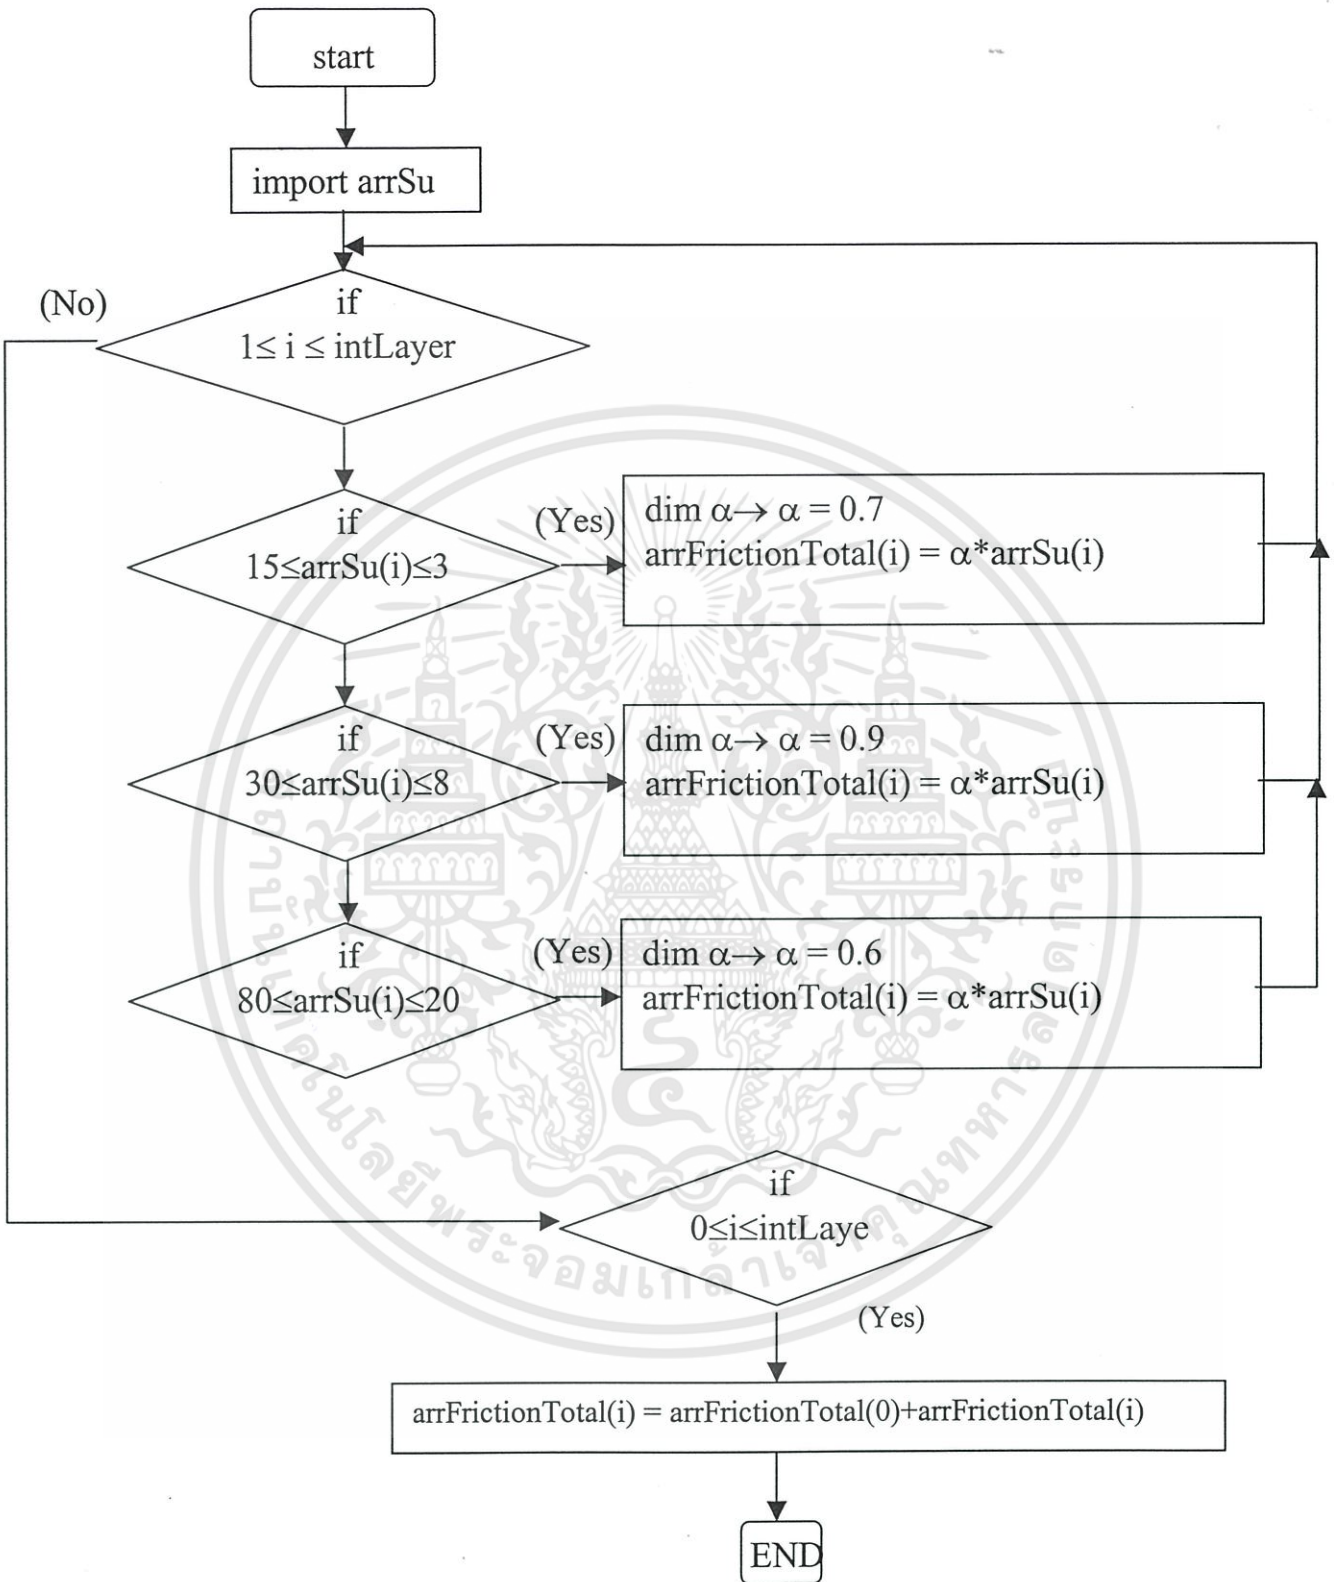 start
import arrSu
(No)
if
1≤ i ≤ intLayer
if
15≤arrSu(i)≤3
(Yes)
dim α→ α = 0.7
arrFrictionTotal(i) = α*arrSu(i)
if
30≤arrSu(i)≤8
(Yes)
dim α→ α = 0.9
arrFrictionTotal(i) = α*arrSu(i)
if
80≤arrSu(i)≤20
(Yes)
dim α→ α = 0.6
arrFrictionTotal(i) = α*arrSu(i)
if
0≤i≤intLaye
(Yes)
arrFrictionTotal(i) = arrFrictionTotal(0)+arrFrictionTotal(i)
END